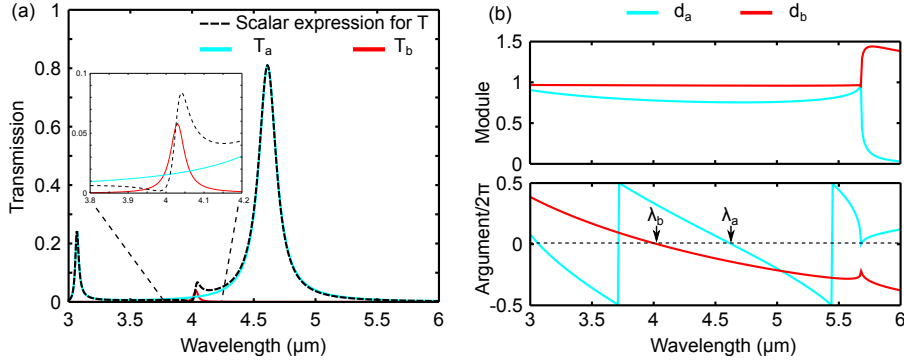 (a)
Scalar expression for T
T_a
T_b
Transmission
1
0.8
0.6
0.4
0.2
0
0.1
0.05
0
3.8
3.9
4
4.1
4.2
3
3.5
4
4.5
5
5.5
6
Wavelength (μm)
(b)
d_a
d_b
Module
1.5
1
0.5
0
Argument/2π
0.5
0
-0.5
λ_b
λ_a
3
3.5
4
4.5
5
5.5
6
Wavelength (μm)